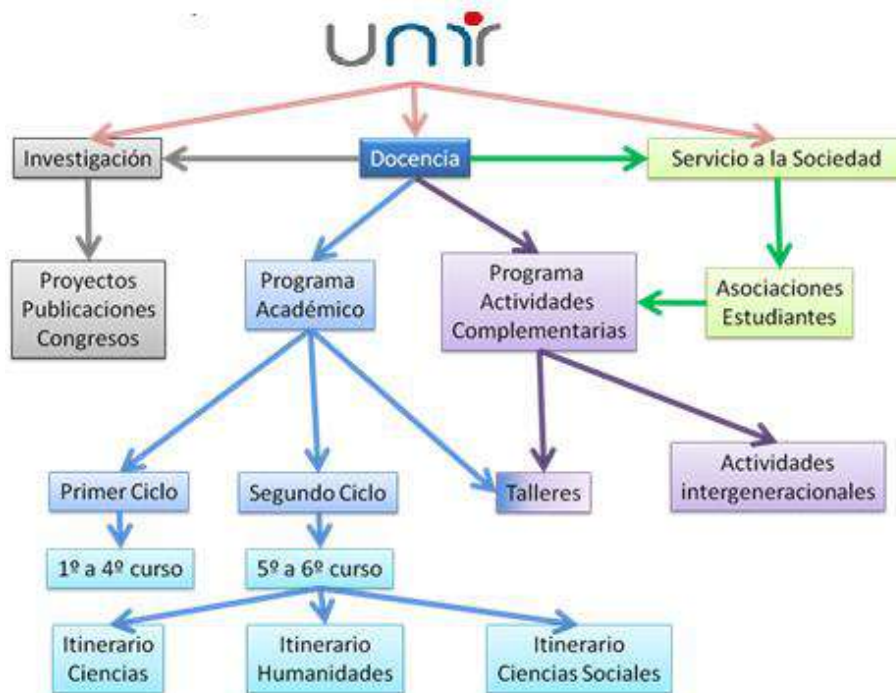 unir
Investigación
Docencia
Servicio a la Sociedad
Proyectos
Publicaciones
Congresos
Programa
Académico
Programa
Actividades
Complementarias
Asociaciones
Estudiantes
Primer Ciclo
Segundo Ciclo
Talleres
Actividades
intergeneracionales
1º a 4º curso
5º a 6º curso
Itinerario
Ciencias
Itinerario
Humanidades
Itinerario
Ciencias Sociales